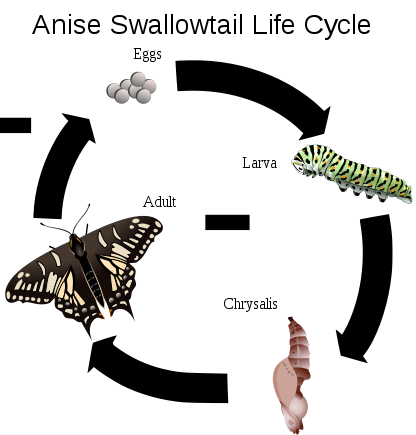 Anise Swallowtail Life Cycle
Eggs
Larva
Adult
Chrysalis